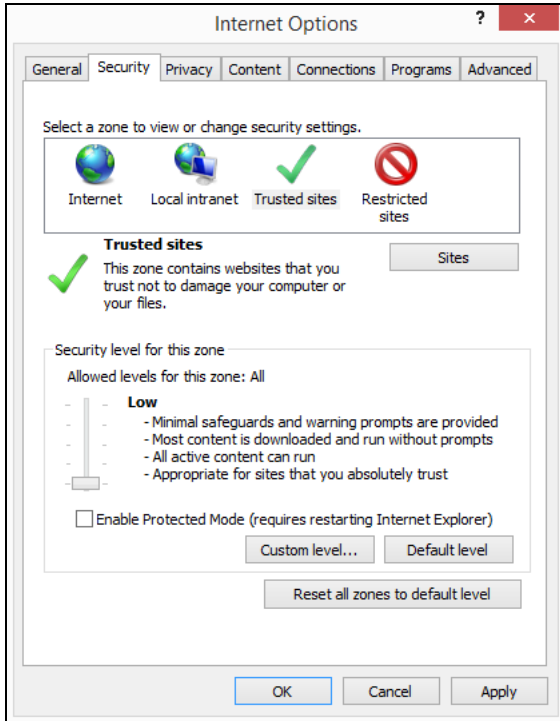 Internet Options
?
×
General Security Privacy Content Connections Programs Advanced
Select a zone to view or change security settings.
Internet Local intranet Trusted sites Restricted
sites
Trusted sites
Sites
This zone contains websites that you
trust not to damage your computer or
your files.
Security level for this zone
Allowed levels for this zone: All
Low
- Minimal safeguards and warning prompts are provided
- Most content is downloaded and run without prompts
- All active content can run
- Appropriate for sites that you absolutely trust
Enable Protected Mode (requires restarting Internet Explorer)
Custom level... Default level
Reset all zones to default level
OK Cancel Apply